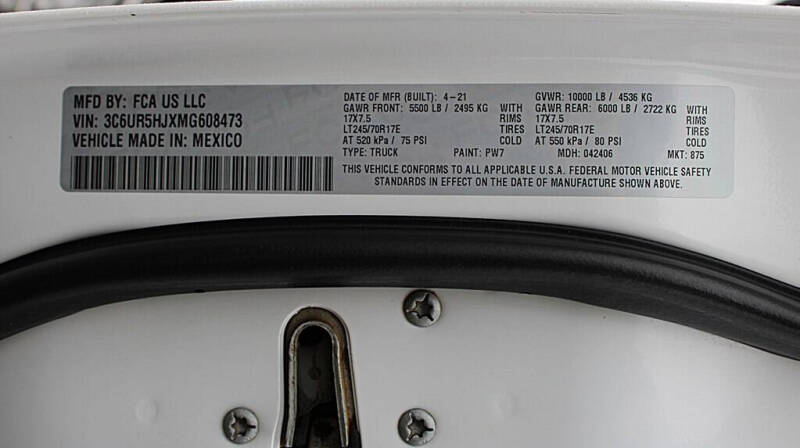 MFD BY: FCA US LLC
VIN: 3C6UR5HJXMG608473
VEHICLE MADE IN: MEXICO
DATE OF MFR (BUILT): 4-21
GAWR FRONT: 5500 LB / 2495 KG WITH
17X7.5 RIMS
LT245/70R17E TIRES
AT 520 kPa / 75 PSI COLD
TYPE: TRUCK PAINT: PW7
GVWR: 10000 LB / 4536 KG
GAWR REAR: 6000 LB / 2722 KG WITH
17X7.5 RIMS
LT245/70R17E TIRES
AT 550 kPa / 80 PSI COLD
MDH: 042406 MKT: 875
THIS VEHICLE CONFORMS TO ALL APPLICABLE U.S.A. FEDERAL MOTOR VEHICLE SAFETY
STANDARDS IN EFFECT ON THE DATE OF MANUFACTURE SHOWN ABOVE.